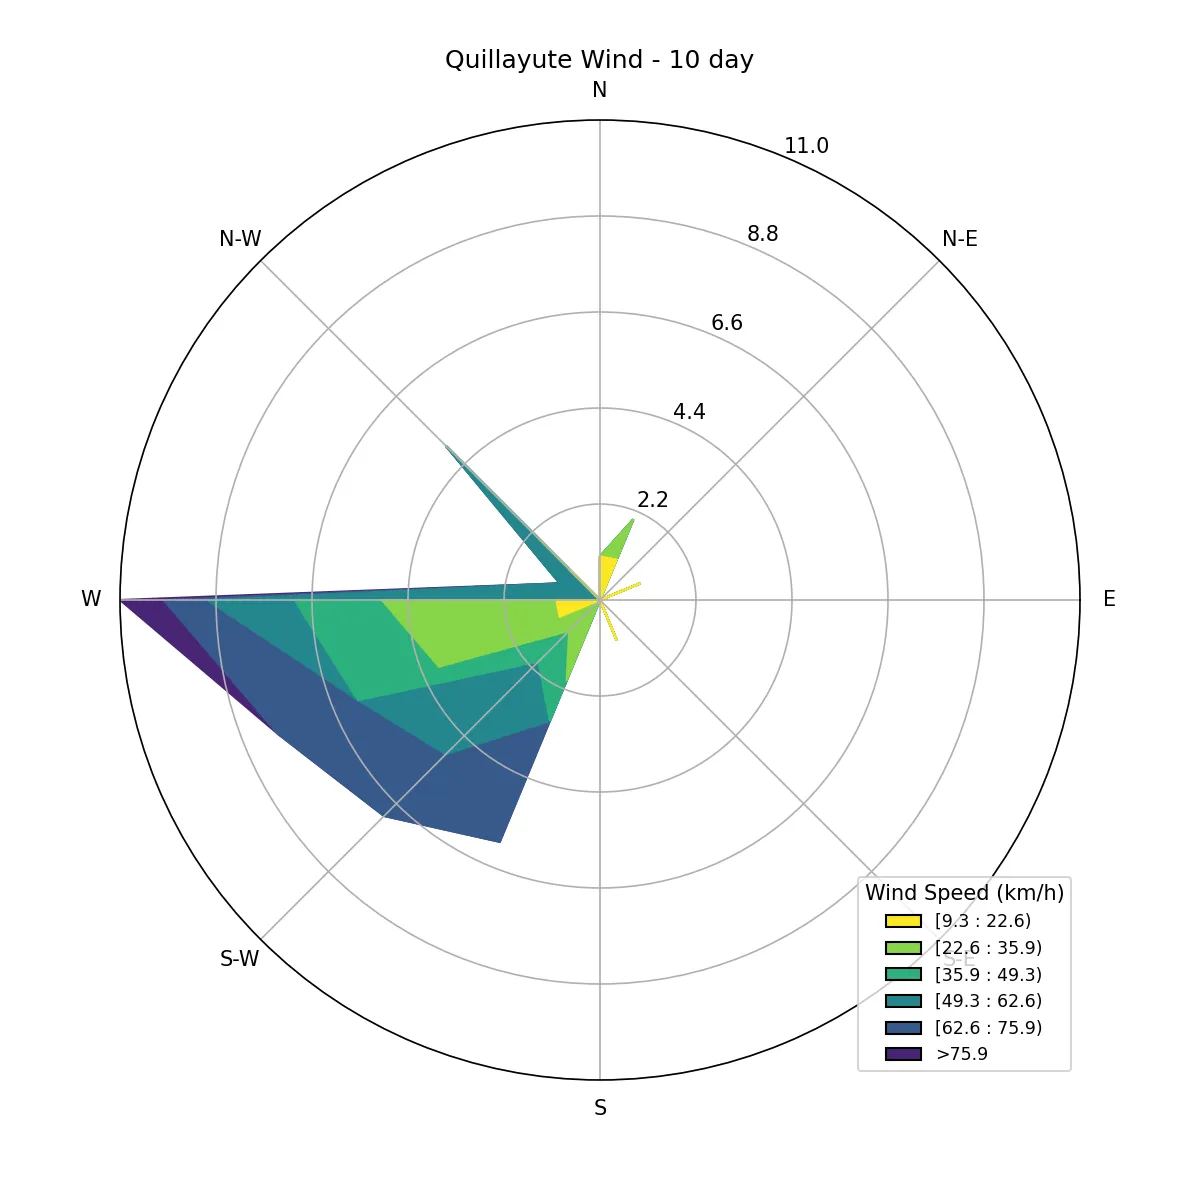 Quillayute Wind - 10 day
N
11.0
N-W
8.8
N-E
6.6
4.4
2.2
W
E
S-W
S-E
Wind Speed (km/h)
[9.3 : 22.6)
[22.6 : 35.9)
[35.9 : 49.3)
[49.3 : 62.6)
[62.6 : 75.9)
>75.9
S